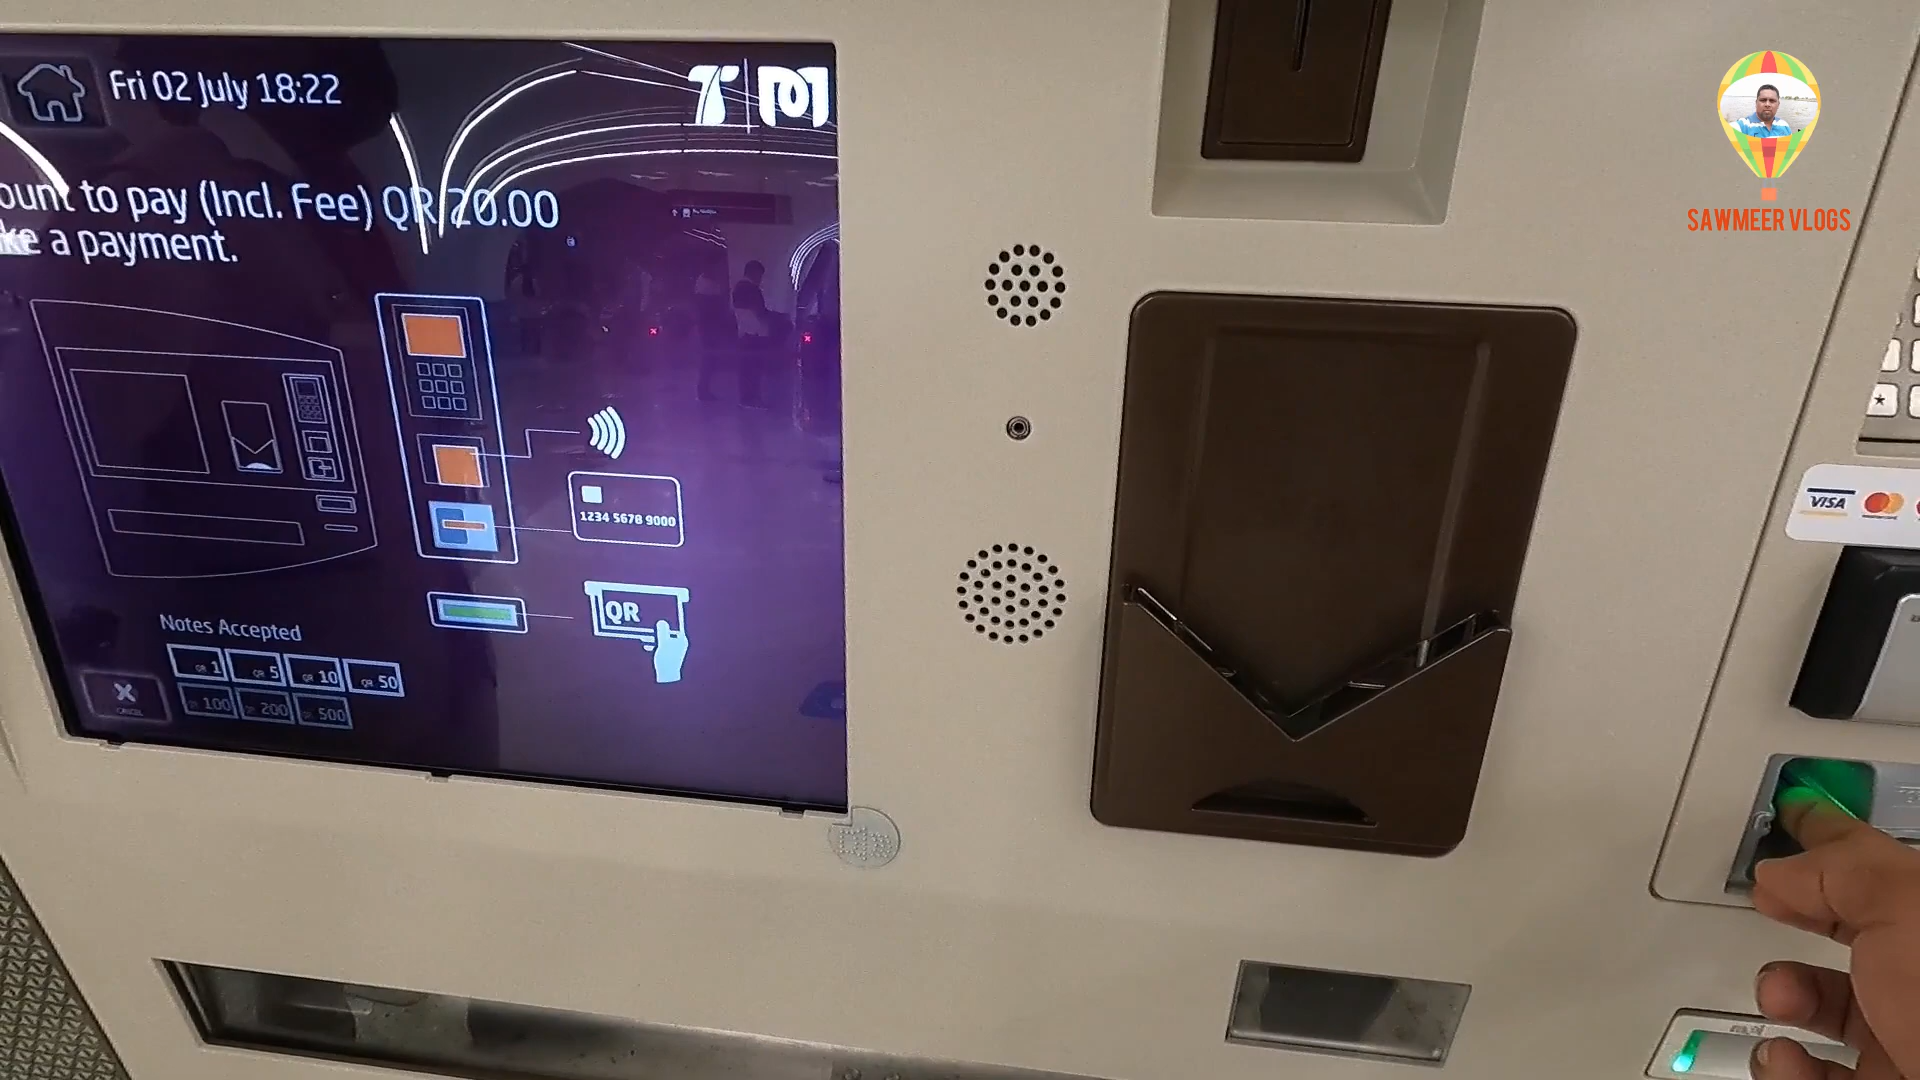 Fri 02 July 18:22
ount to pay (Incl. Fee) QR 20.00
ke a payment.
1234 5678 9000
QR
Notes Accepted
QR 1 QR 5 QR 10 QR 50
QR 100 QR 200 QR 500
CANCEL
SAWMEER VLOGS
VISA